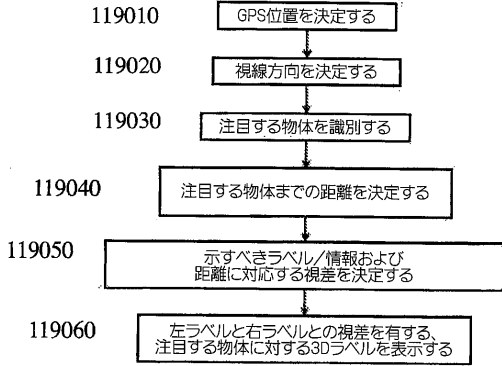 119010
GPS位置を決定する
119020
視線方向を決定する
119030
注目する物体を識別する
119040
注目する物体までの距離を決定する
119050
示すべきラベル／情報および
距離に対応する視差を決定する
119060
左ラベルと右ラベルとの視差を有する、
注目する物体に対する3Dラベルを表示する